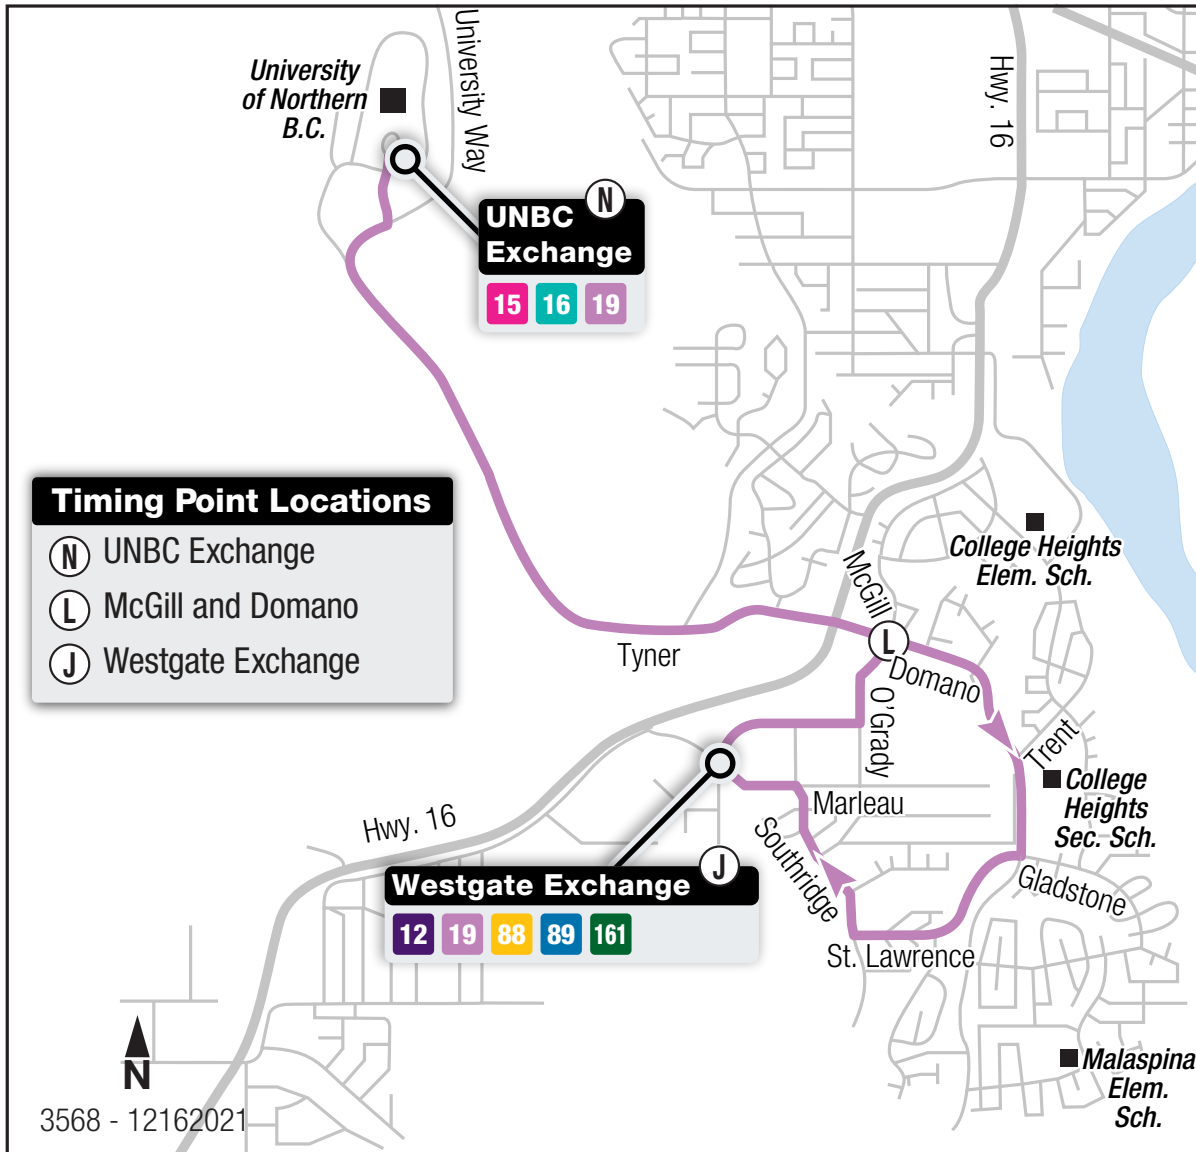 University
of Northern
B.C.
University Way
Hwy. 16
N
UNBC
Exchange
15 16 19
Timing Point Locations
N UNBC Exchange
L McGill and Domano
J Westgate Exchange
College Heights
Elem. Sch.
McGill
L
Domano
Tyner
O'Grady
Trent
College
Heights
Sec. Sch.
Marleau
Hwy. 16
Southridge
J
Westgate Exchange
12 19 88 89 161
Gladstone
St. Lawrence
N
Malaspina
Elem.
Sch.
3568 - 12162021